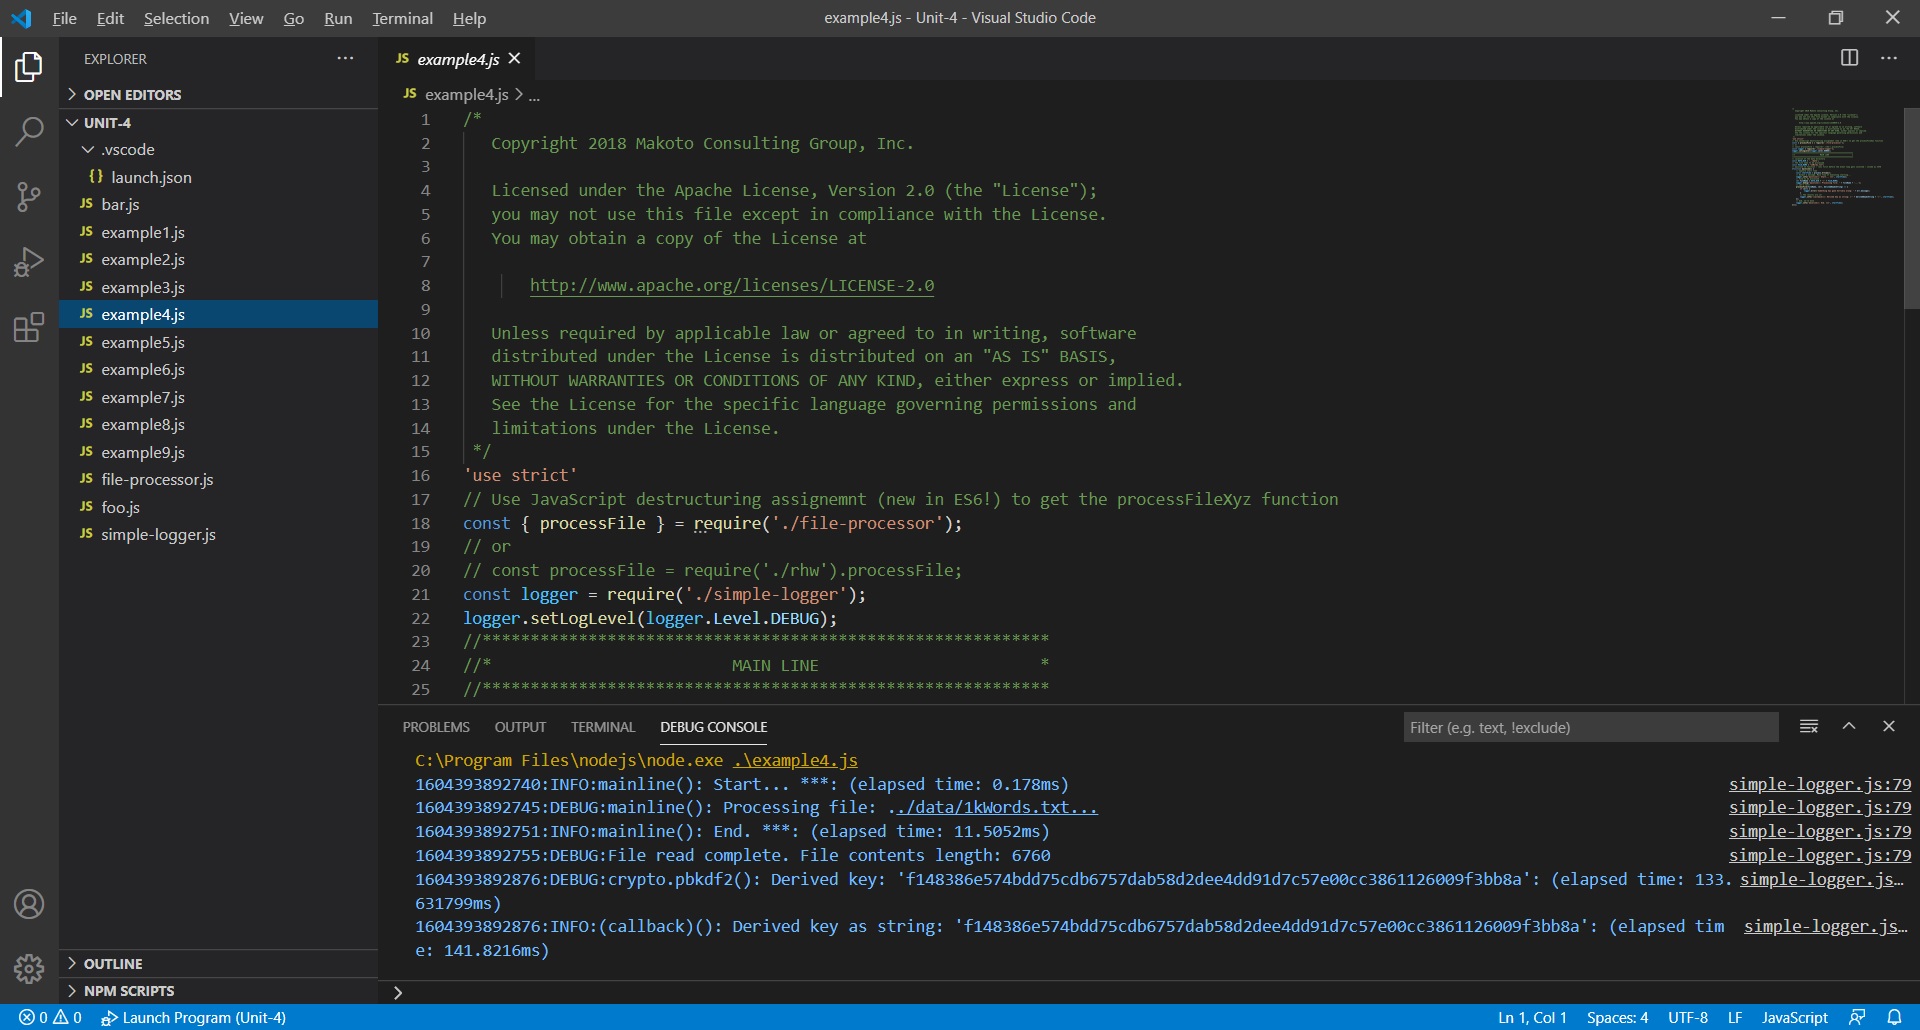 File Edit Selection View Go Run Terminal Help
example4.js - Unit-4 - Visual Studio Code
EXPLORER
OPEN EDITORS
UNIT-4
.vscode
{} launch.json
JS bar.js
JS example1.js
JS example2.js
JS example3.js
JS example4.js
JS example5.js
JS example6.js
JS example7.js
JS example8.js
JS example9.js
JS file-processor.js
JS foo.js
JS simple-logger.js
OUTLINE
NPM SCRIPTS
JS example4.js
JS example4.js > ...
1 /*
2 Copyright 2018 Makoto Consulting Group, Inc.
3
4 Licensed under the Apache License, Version 2.0 (the "License");
5 you may not use this file except in compliance with the License.
6 You may obtain a copy of the License at
7
8 http://www.apache.org/licenses/LICENSE-2.0
9
10 Unless required by applicable law or agreed to in writing, software
11 distributed under the License is distributed on an "AS IS" BASIS,
12 WITHOUT WARRANTIES OR CONDITIONS OF ANY KIND, either express or implied.
13 See the License for the specific language governing permissions and
14 limitations under the License.
15 */
16 'use strict'
17 // Use JavaScript destructuring assignemnt (new in ES6!) to get the processFileXyz function
18 const { processFile } = require('./file-processor');
19 // or
20 // const processFile = require('./rhw').processFile;
21 const logger = require('./simple-logger');
22 logger.setLogLevel(logger.Level.DEBUG);
23 //***********************************************************
24 //* MAIN LINE *
25 //***********************************************************
PROBLEMS OUTPUT TERMINAL DEBUG CONSOLE
Filter (e.g. text, !exclude)
C:\Program Files\nodejs\node.exe .\example4.js
1604393892740:INFO:mainline(): Start... ***: (elapsed time: 0.178ms) simple-logger.js:79
1604393892745:DEBUG:mainline(): Processing file: ../data/1kWords.txt... simple-logger.js:79
1604393892751:INFO:mainline(): End. ***: (elapsed time: 11.5052ms) simple-logger.js:79
1604393892755:DEBUG:File read complete. File contents length: 6760 simple-logger.js:79
1604393892876:DEBUG:crypto.pbkdf2(): Derived key: 'f148386e574bdd75cdb6757dab58d2dee4dd91d7c57e00cc3861126009f3bb8a': (elapsed time: 133. simple-logger.js...
631799ms)
1604393892876:INFO:(callback)(): Derived key as string: 'f148386e574bdd75cdb6757dab58d2dee4dd91d7c57e00cc3861126009f3bb8a': (elapsed tim simple-logger.js...
e: 141.8216ms)
0 0 Launch Program (Unit-4)
Ln 1, Col 1 Spaces: 4 UTF-8 LF JavaScript